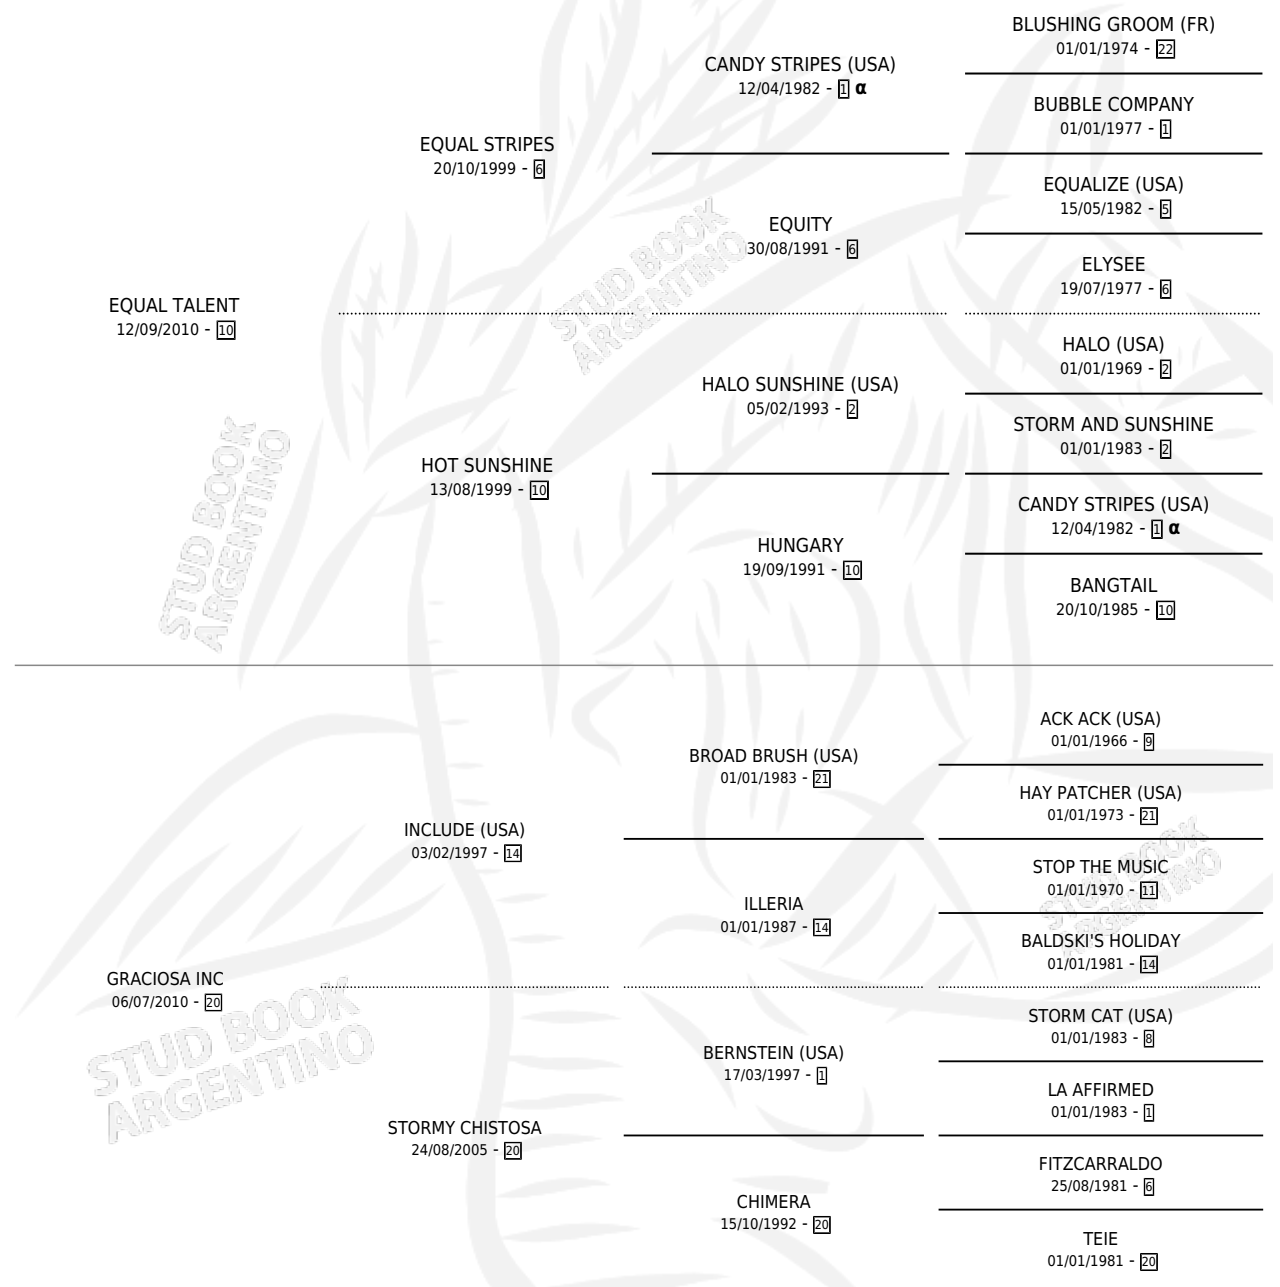 BLUSHING GROOM (FR)
01/01/1974 - 22
CANDY STRIPES (USA)
12/04/1982 - 1 α
BUBBLE COMPANY
01/01/1977 - 1
EQUAL STRIPES
20/10/1999 - 6
EQUALIZE (USA)
15/05/1982 - 5
EQUITY
30/08/1991 - 6
ELYSEE
19/07/1977 - 6
EQUAL TALENT
12/09/2010 - 10
HALO (USA)
01/01/1969 - 2
HALO SUNSHINE (USA)
05/02/1993 - 2
STORM AND SUNSHINE
01/01/1983 - 2
HOT SUNSHINE
13/08/1999 - 10
CANDY STRIPES (USA)
12/04/1982 - 1 α
HUNGARY
19/09/1991 - 10
BANGTAIL
20/10/1985 - 10
STUD BOOK
ARGENTINO
STUD BOOK
ARGENTINO
ACK ACK (USA)
01/01/1966 - 9
BROAD BRUSH (USA)
01/01/1983 - 21
HAY PATCHER (USA)
01/01/1973 - 21
INCLUDE (USA)
03/02/1997 - 14
STOP THE MUSIC
01/01/1970 - 11
ILLERIA
01/01/1987 - 14
BALDSKI'S HOLIDAY
01/01/1981 - 14
STUD BOOK
ARGENTINO
GRACIOSA INC
06/07/2010 - 20
STORM CAT (USA)
01/01/1983 - 8
BERNSTEIN (USA)
17/03/1997 - 1
LA AFFIRMED
01/01/1983 - 1
STORMY CHISTOSA
24/08/2005 - 20
FITZCARRALDO
25/08/1981 - 6
CHIMERA
15/10/1992 - 20
TEIE
01/01/1981 - 20
STUD BOOK
ARGENTINO